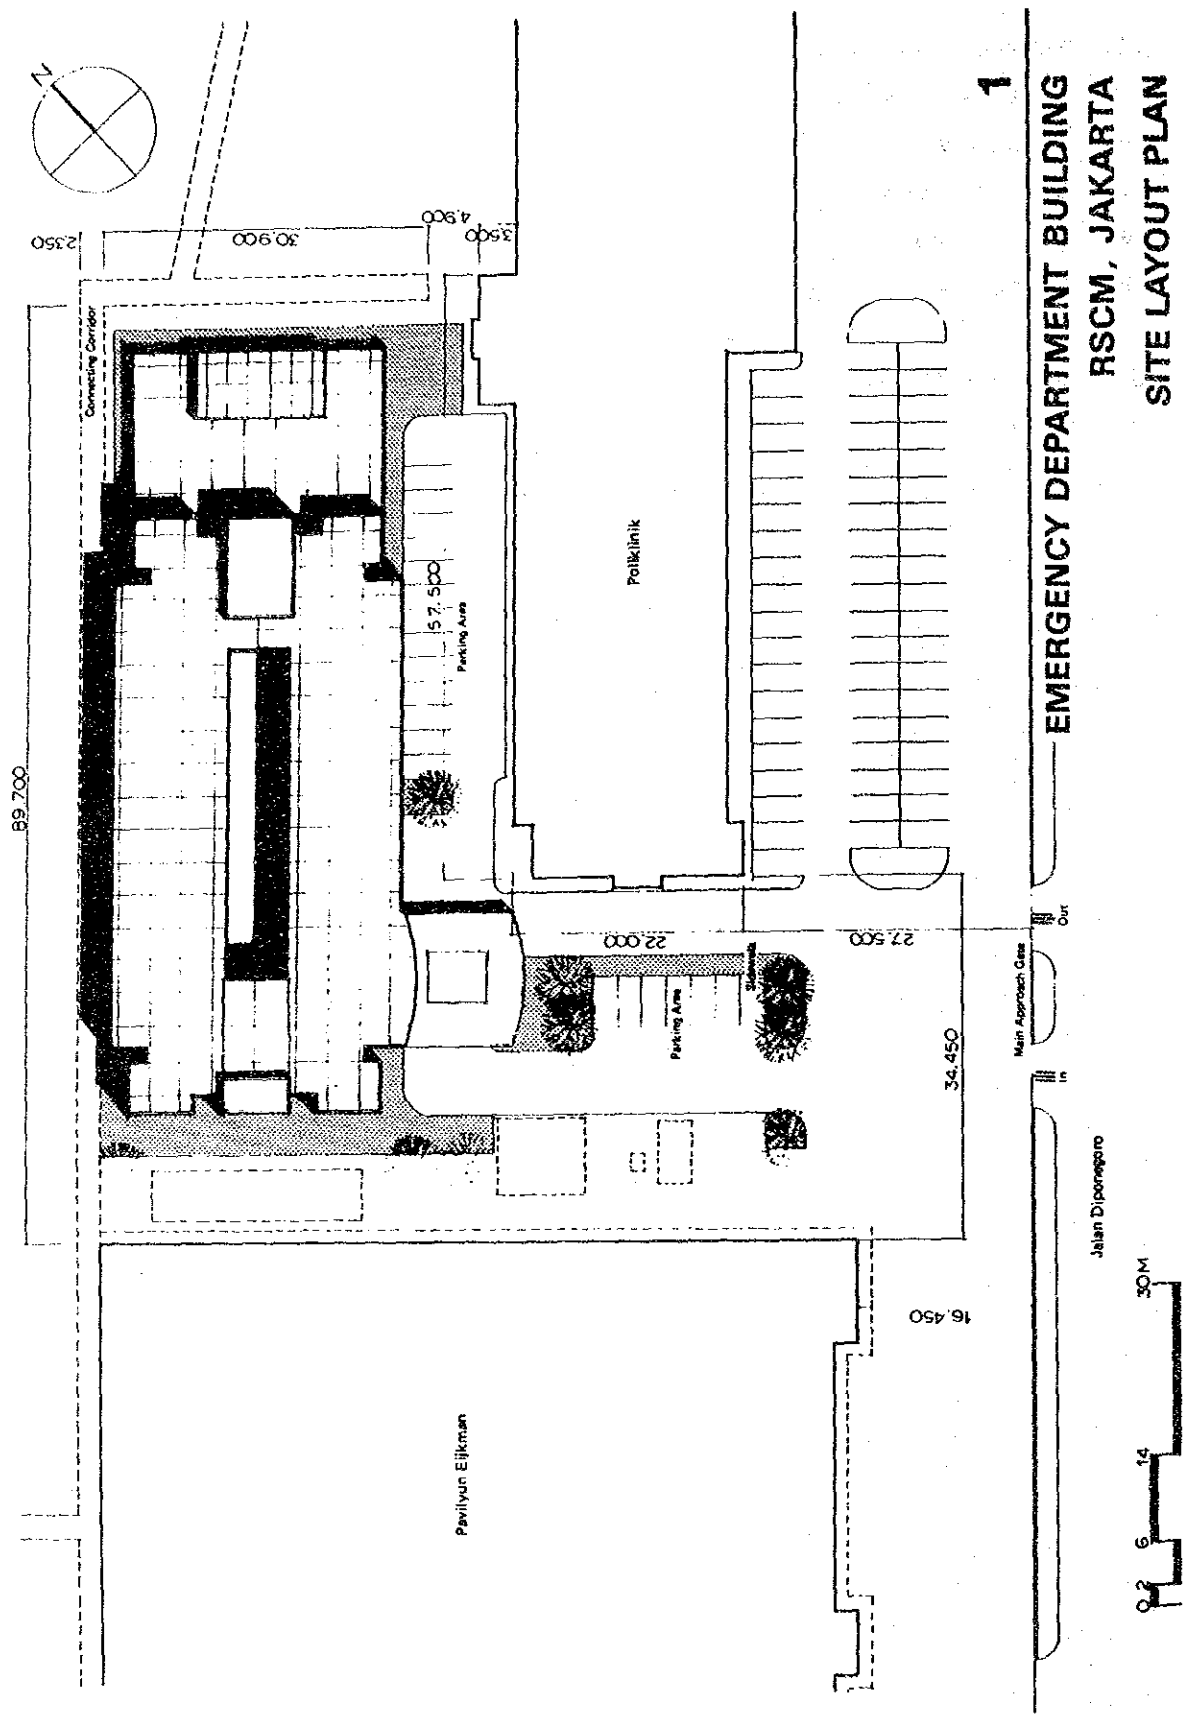 1
EMERGENCY DEPARTMENT BUILDING
RSCM, JAKARTA
SITE LAYOUT PLAN
N
2.350
30.900
4.900
3.500
89.700
Connecting Corridor
57.500
Parking Area
Poliklinik
22.000
27.500
Parking Area
34.450
Out
Main Approach Gate
In
Jalan Diponegoro
16.450
Pavilyun Eijkman
0 2 6 14 30M